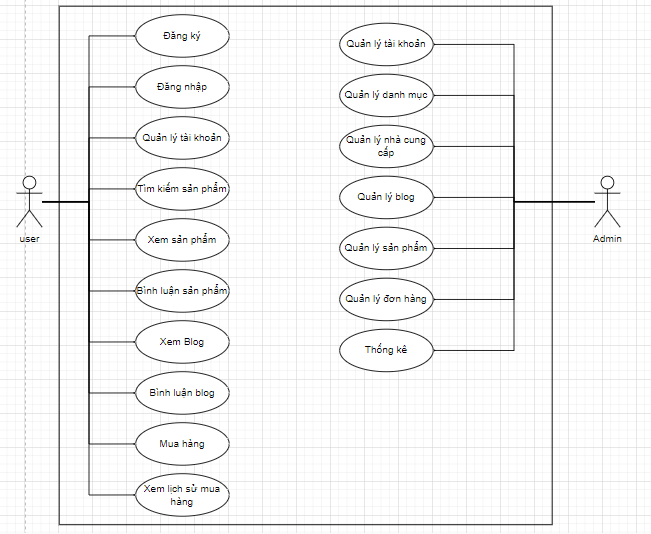 Đăng ký
Đăng nhập
Quản lý tài khoản
Tìm kiếm sản phẩm
Xem sản phẩm
Bình luận sản phẩm
Xem Blog
Bình luận blog
Mua hàng
Xem lịch sử mua
hàng
user
Quản lý tài khoản
Quản lý danh mục
Quản lý nhà cung
cấp
Quản lý blog
Quản lý sản phẩm
Quản lý đơn hàng
Thống kê
Admin